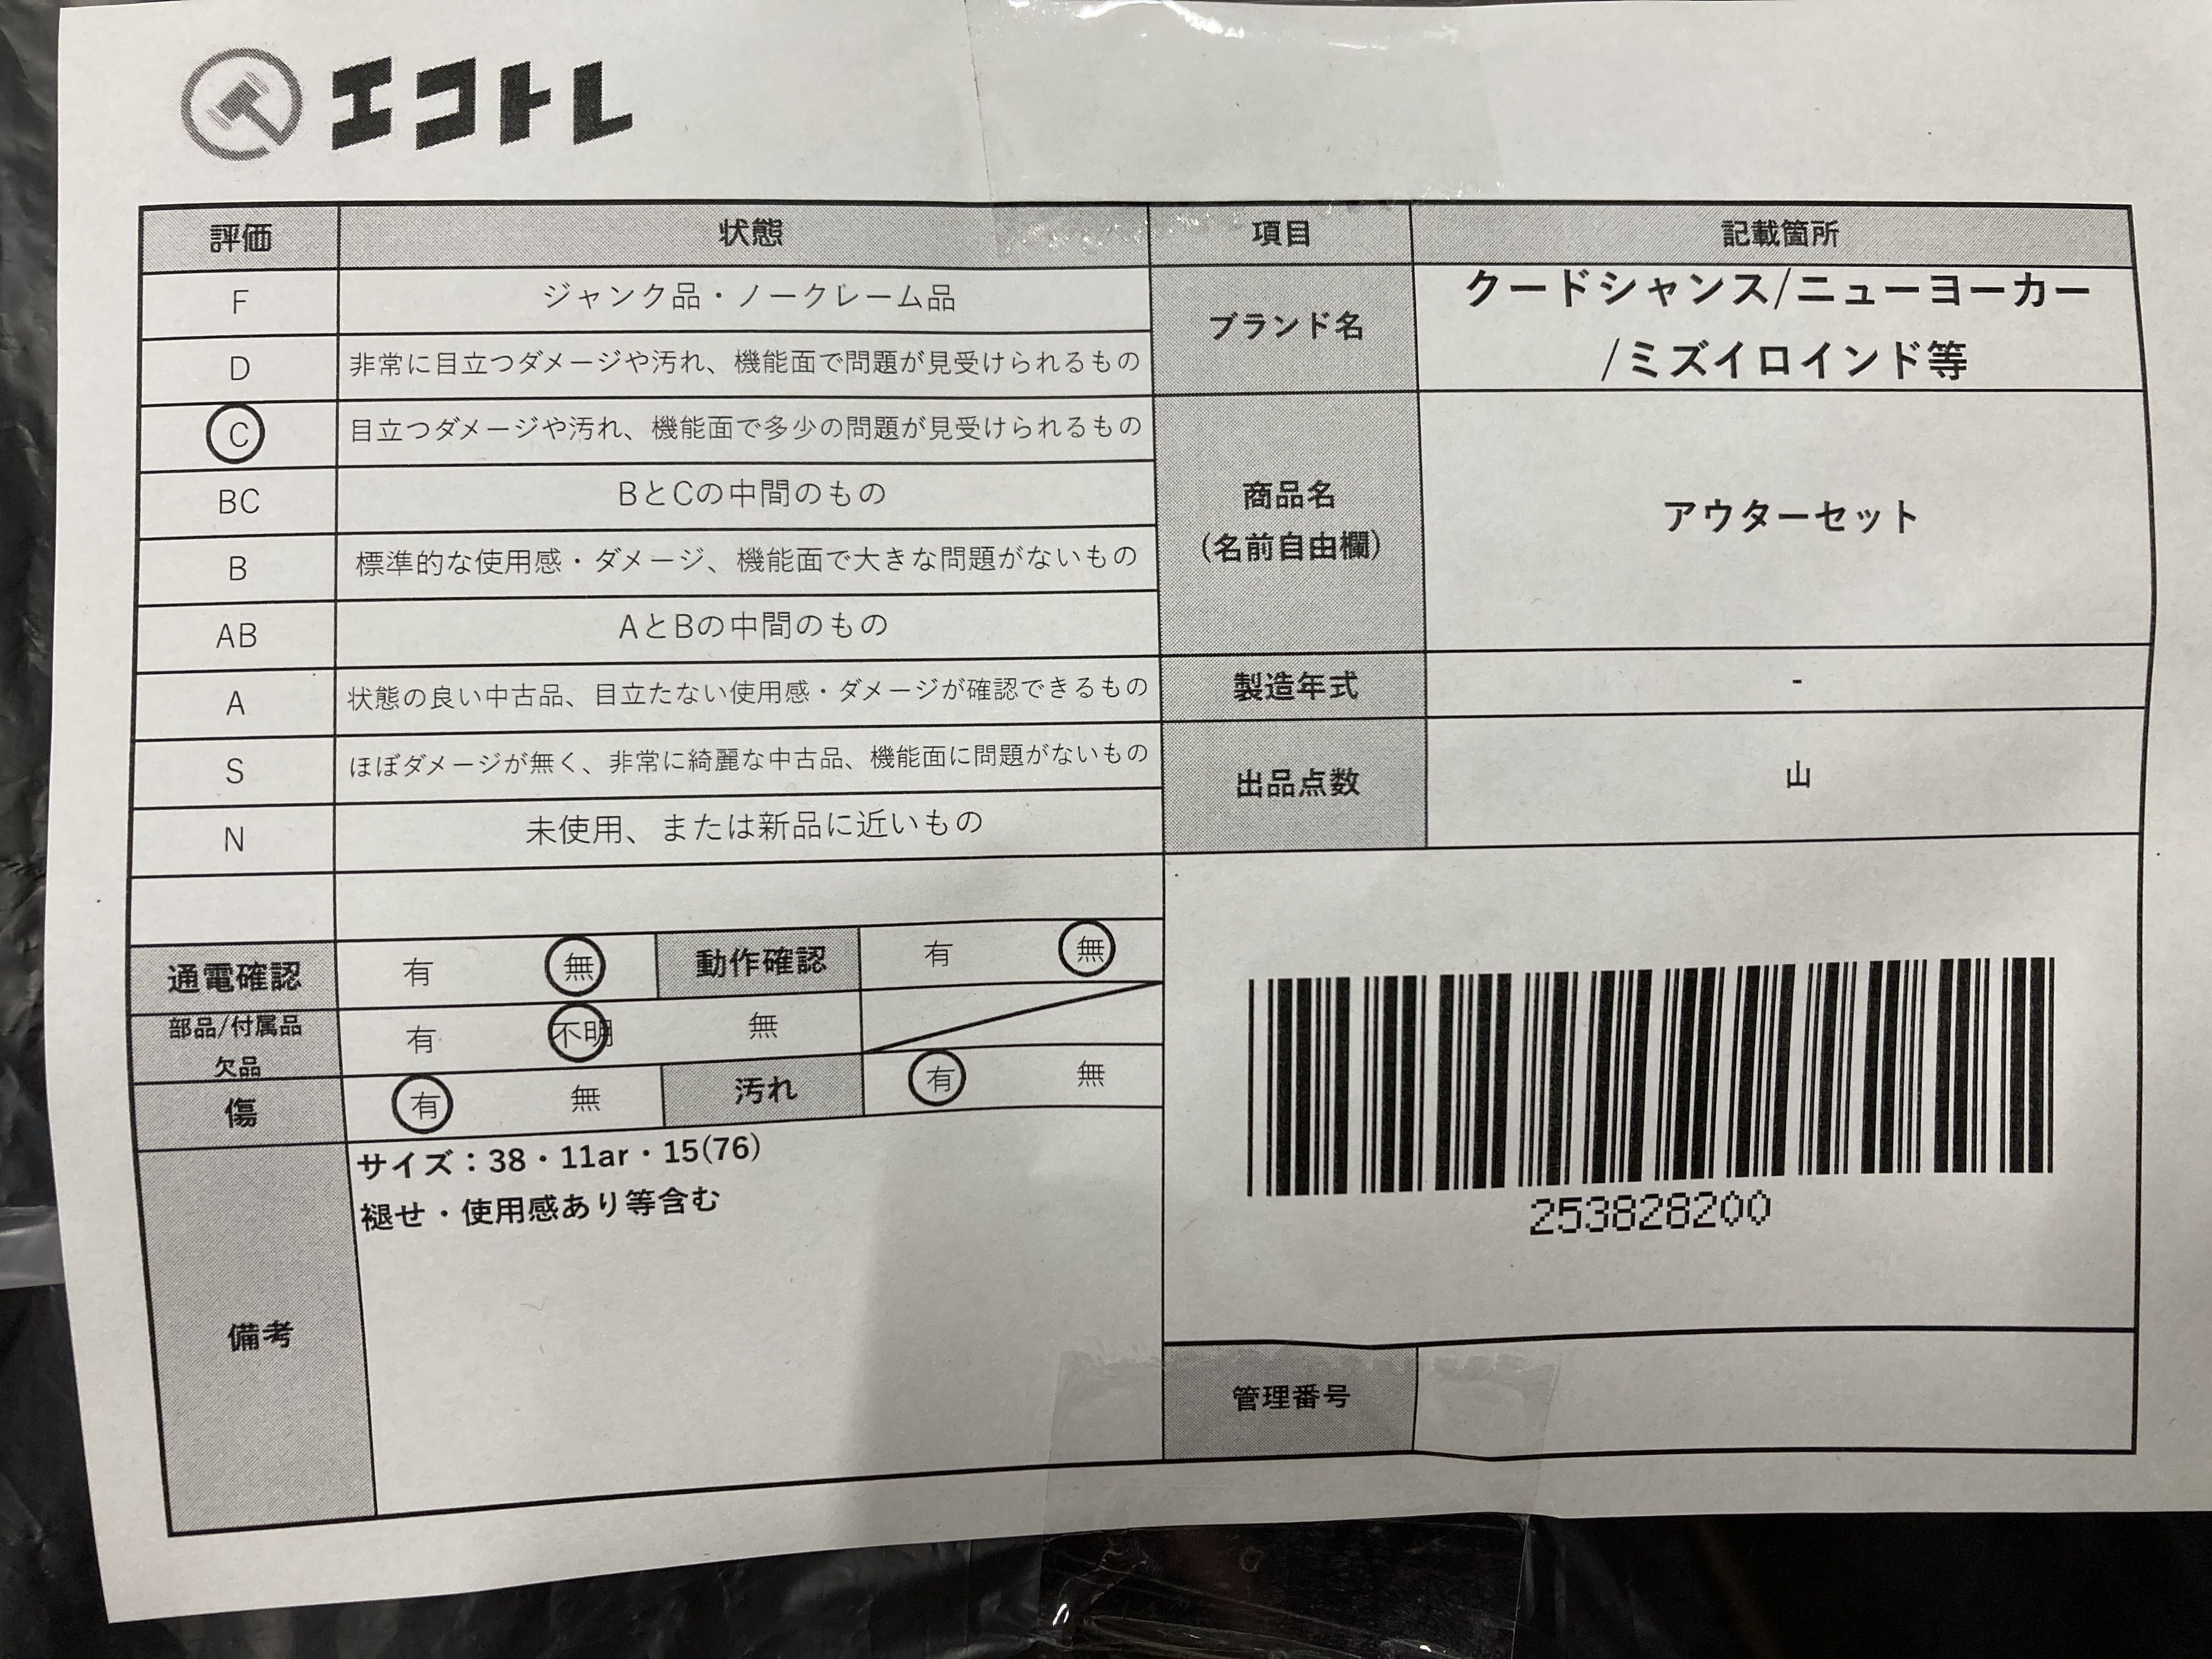 エコトレ
評価 状態 項目 記載箇所
F ジャンク品・ノークレーム品
D 非常に目立つダメージや汚れ、機能面で問題が見受けられるもの
C 目立つダメージや汚れ、機能面で多少の問題が見受けられるもの
BC BとCの中間のもの
B 標準的な使用感・ダメージ、機能面で大きな問題がないもの
AB AとBの中間のもの
A 状態の良い中古品、目立たない使用感・ダメージが確認できるもの
S ほぼダメージが無く、非常に綺麗な中古品、機能面に問題がないもの
N 未使用、または新品に近いもの
ブランド名
クードシャンス/ニューヨーカー
/ミズイロインド等
商品名
(名前自由欄)
アウターセット
製造年式 -
出品点数 山
通電確認 有 無 動作確認 有 無
部品/付属品
欠品
有 不明 無
傷 有 無 汚れ 有 無
備考
サイズ：38・11ar・15(76)
褪せ・使用感あり等含む
253828200
管理番号